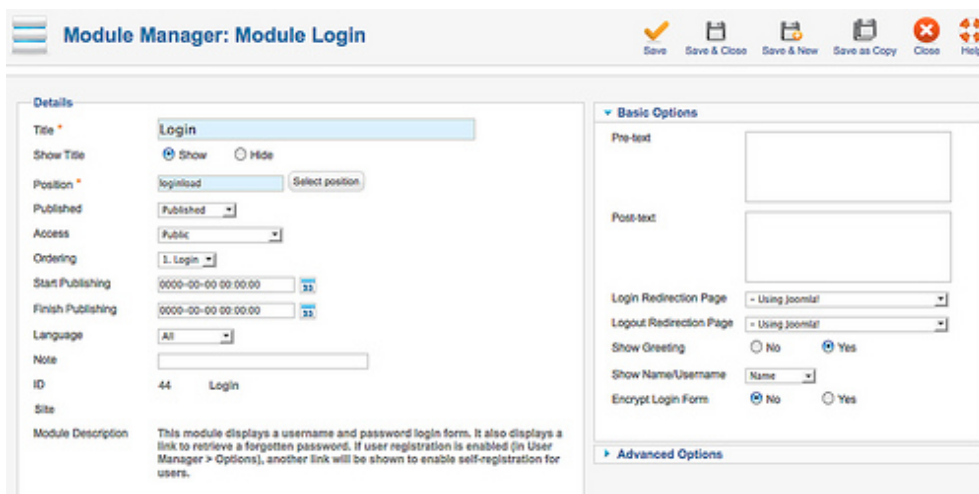 Module Manager: Module Login
Save
Save & Close
Save & New
Save as Copy
Close
Help
Details
Title *
Login
Show Title
Show
Hide
Position *
loginload
Select position
Published
Published
Access
Public
Ordering
1. Login
Start Publishing
0000-00-00 00:00:00
23
Finish Publishing
0000-00-00 00:00:00
23
Language
All
Note
ID
44
Login
Site
Module Description
This module displays a username and password login form. It also displays a
link to retrieve a forgotten password. If user registration is enabled (in User
Manager > Options), another link will be shown to enable self-registration for
users.
Basic Options
Pre-text
Post-text
Login Redirection Page
- Using Joomla!
Logout Redirection Page
- Using Joomla!
Show Greeting
No
Yes
Show Name/Username
Name
Encrypt Login Form
No
Yes
Advanced Options